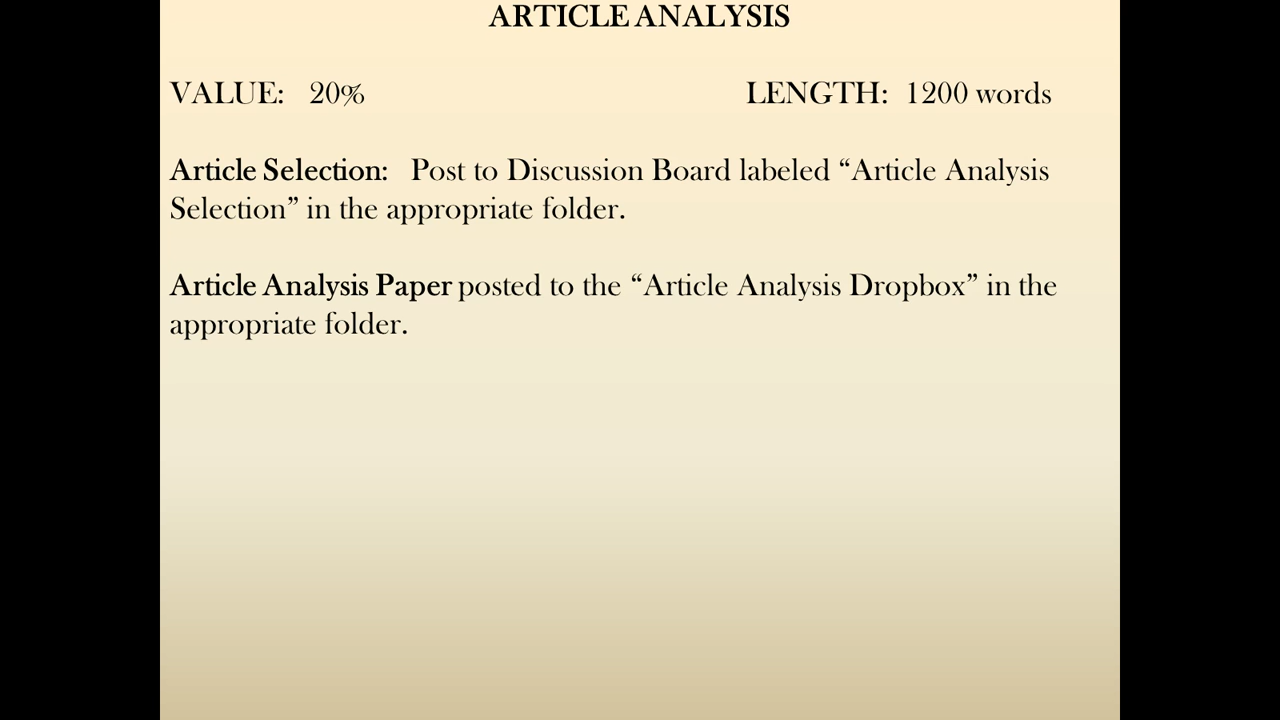 ARTICLE ANALYSIS
VALUE: 20% LENGTH: 1200 words
Article Selection: Post to Discussion Board labeled “Article Analysis
Selection” in the appropriate folder.
Article Analysis Paper posted to the “Article Analysis Dropbox” in the
appropriate folder.